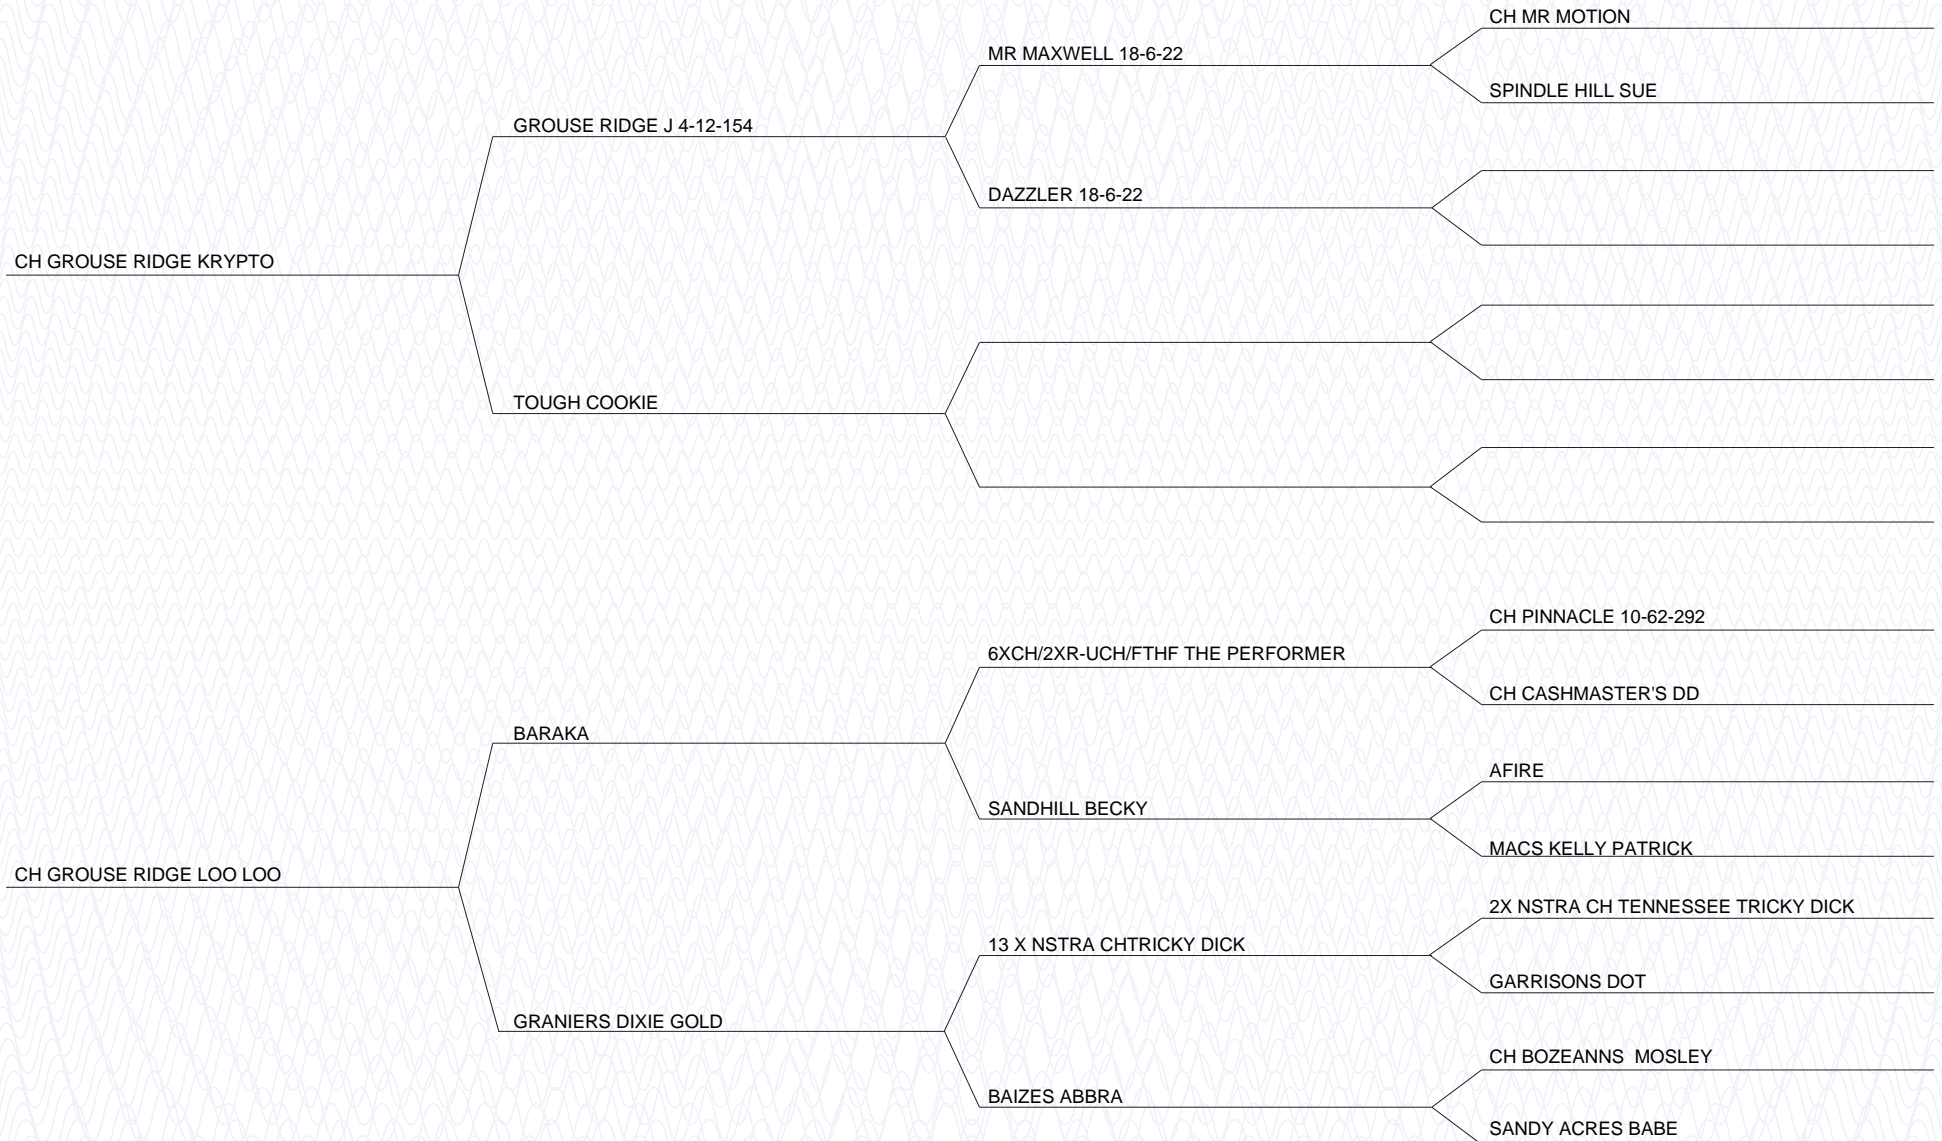 CH MR MOTION
MR MAXWELL 18-6-22
SPINDLE HILL SUE
GROUSE RIDGE J 4-12-154
DAZZLER 18-6-22
CH GROUSE RIDGE KRYPTO
TOUGH COOKIE
CH PINNACLE 10-62-292
6XCH/2XR-UCH/FTHF THE PERFORMER
CH CASHMASTER'S DD
BARAKA
AFIRE
SANDHILL BECKY
MACS KELLY PATRICK
CH GROUSE RIDGE LOO LOO
2X NSTRA CH TENNESSEE TRICKY DICK
13 X NSTRA CHTRICKY DICK
GARRISONS DOT
GRANIERS DIXIE GOLD
CH BOZEANNS  MOSLEY
BAIZES ABBRA
SANDY ACRES BABE